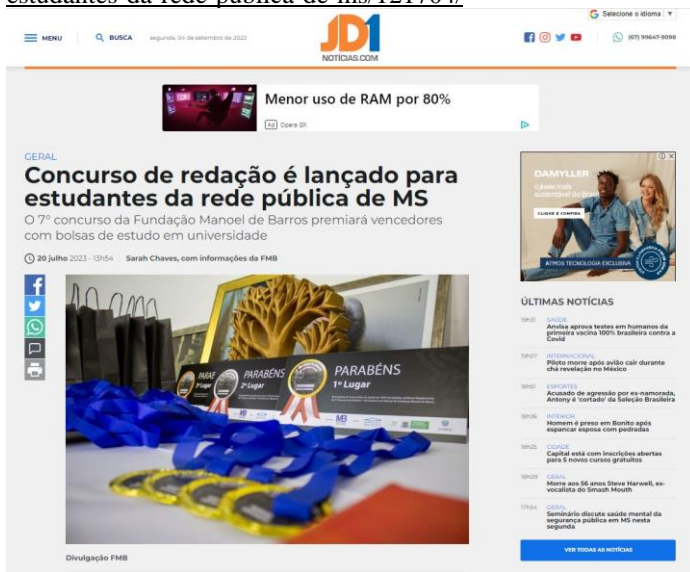 estudantes-da-rede-publica-de-ms/121764/
Selecione o idioma
MENU
BUSCA
segunda, 04 de setembro de 2023
JD1
NOTÍCIAS.COM
(67) 99647-9098
Menor uso de RAM por 80%
Ad Opera GX
GERAL
Concurso de redação é lançado para
estudantes da rede pública de MS
O 7º concurso da Fundação Manoel de Barros premiará vencedores
com bolsas de estudo em universidade
20 julho 2023 - 13h54 Sarah Chaves, com informações da FMB
PARABÉNS
2º Lugar
PARABÉNS
1º Lugar
MB
Divulgação FMB
DAMYLLER
CLIQUE E CONFIRA
ATMOS TECNOLOGIA EXCLUSIVA
ÚLTIMAS NOTÍCIAS
SAÚDE
Anvisa aprova testes em humanos da
primeira vacina 100% brasileira contra a
Covid
INTERNACIONAL
Piloto morre após avião cair durante
chá revelação no México
ESPORTES
Acusado de agressão por ex-namorada,
Antony é 'cortado' da Seleção Brasileira
INTERIOR
Homem é preso em Bonito após
espancar esposa com pedradas
CIDADE
Capital está com inscrições abertas
para 5 novos cursos gratuitos
GERAL
Morre aos 56 anos Steve Harwell, ex-
vocalista do Smash Mouth
GERAL
Seminário discute saúde mental da
segurança pública em MS nesta
segunda
VER TODAS AS NOTÍCIAS